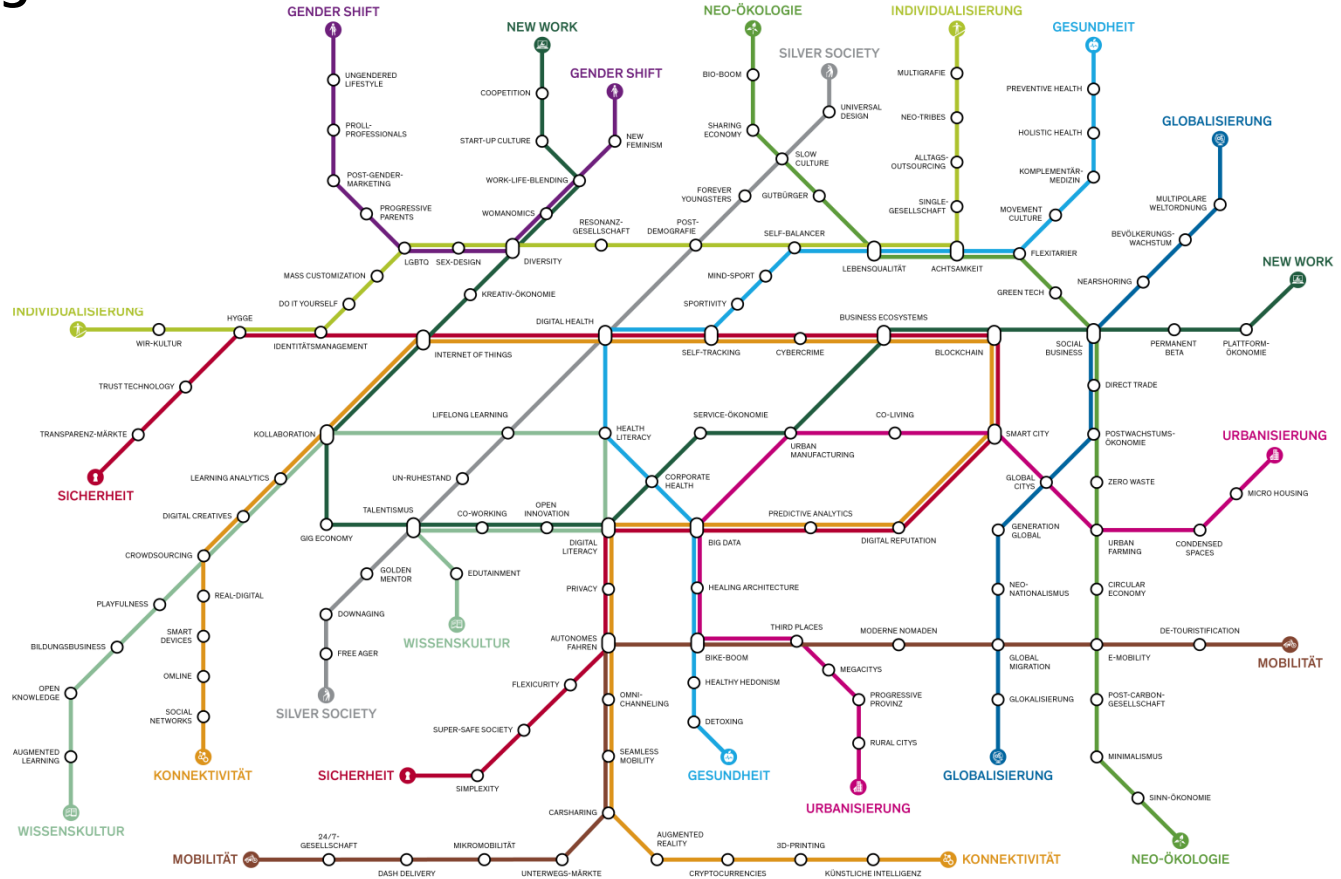 GENDER SHIFT
NEW WORK
NEO-ÖKOLOGIE
INDIVIDUALISIERUNG
GESUNDHEIT
SILVER SOCIETY
GENDER SHIFT
UNGENDERED
LIFESTYLE
BIO-BOOM
MULTIGRAFIE
PREVENTIVE HEALTH
COOPETITION
UNIVERSAL
DESIGN
GLOBALISIERUNG
PROLL-
PROFESSIONALS
START-UP CULTURE
NEW
FEMINISM
SHARING
ECONOMY
NEO-TRIBES
HOLISTIC HEALTH
SLOW
CULTURE
ALLTAGS-
OUTSOURCING
KOMPLEMENTÄR-
MEDIZIN
POST-GENDER-
MARKETING
WORK-LIFE-BLENDING
FOREVER
YOUNGSTERS
GUTBÜRGER
SINGLE-
GESELLSCHAFT
MOVEMENT
CULTURE
MULTIPOLARE
WELTORDNUNG
PROGRESSIVE
PARENTS
WOMANOMICS
RESONANZ-
GESELLSCHAFT
POST-
DEMOGRAFIE
SELF-BALANCER
BEVÖLKERUNGS-
WACHSTUM
LGBTQ
SEX-DESIGN
DIVERSITY
LEBENSQUALITÄT
ACHTSAMKEIT
FLEXITARIER
NEW WORK
MASS CUSTOMIZATION
MIND-SPORT
NEARSHORING
KREATIV-ÖKONOMIE
GREEN TECH
DO IT YOURSELF
SPORTIVITY
INDIVIDUALISIERUNG
HYGGE
DIGITAL HEALTH
BUSINESS ECOSYSTEMS
WIR-KULTUR
IDENTITÄTSMANAGEMENT
INTERNET OF THINGS
SELF-TRACKING
CYBERCRIME
BLOCKCHAIN
SOCIAL
BUSINESS
PERMANENT
BETA
PLATTFORM-
ÖKONOMIE
TRUST TECHNOLOGY
DIRECT TRADE
LIFELONG LEARNING
SERVICE-ÖKONOMIE
CO-LIVING
TRANSPARENZ-MÄRKTE
KOLLABORATION
HEALTH
LITERACY
URBAN
MANUFACTURING
SMART CITY
POSTWACHSTUMS-
ÖKONOMIE
URBANISIERUNG
SICHERHEIT
LEARNING ANALYTICS
UN-RUHESTAND
CORPORATE
HEALTH
GLOBAL
CITYS
ZERO WASTE
MICRO HOUSING
DIGITAL CREATIVES
TALENTISMUS
CO-WORKING
OPEN
INNOVATION
PREDICTIVE ANALYTICS
GIG ECONOMY
DIGITAL
LITERACY
BIG DATA
DIGITAL REPUTATION
GENERATION
GLOBAL
URBAN
FARMING
CONDENSED
SPACES
CROWDSOURCING
GOLDEN
MENTOR
EDUTAINMENT
PRIVACY
HEALING ARCHITECTURE
NEO-
NATIONALISMUS
CIRCULAR
ECONOMY
REAL-DIGITAL
PLAYFULNESS
DOWNAGING
SMART
DEVICES
WISSENSKULTUR
AUTONOMES
FAHREN
THIRD PLACES
MODERNE NOMADEN
DE-TOURISTIFICATION
BILDUNGSBUSINESS
FREE AGER
BIKE-BOOM
GLOBAL
MIGRATION
E-MOBILITY
MOBILITÄT
OMLINE
MEGACITYS
OPEN
KNOWLEDGE
FLEXICURITY
HEALTHY HEDONISM
OMNI-
CHANNELING
PROGRESSIVE
PROVINZ
GLOKALISIERUNG
POST-CARBON-
GESELLSCHAFT
SOCIAL
NETWORKS
SILVER SOCIETY
SUPER-SAFE SOCIETY
DETOXING
RURAL CITYS
AUGMENTED
LEARNING
SEAMLESS
MOBILITY
MINIMALISMUS
KONNEKTIVITÄT
SICHERHEIT
SIMPLEXITY
GESUNDHEIT
GLOBALISIERUNG
SINN-ÖKONOMIE
URBANISIERUNG
CARSHARING
WISSENSKULTUR
24/7-
GESELLSCHAFT
MIKROMOBILITÄT
AUGMENTED
REALITY
3D-PRINTING
MOBILITÄT
KONNEKTIVITÄT
NEO-ÖKOLOGIE
DASH DELIVERY
UNTERWEGS-MÄRKTE
CRYPTOCURRENCIES
KÜNSTLICHE INTELLIGENZ